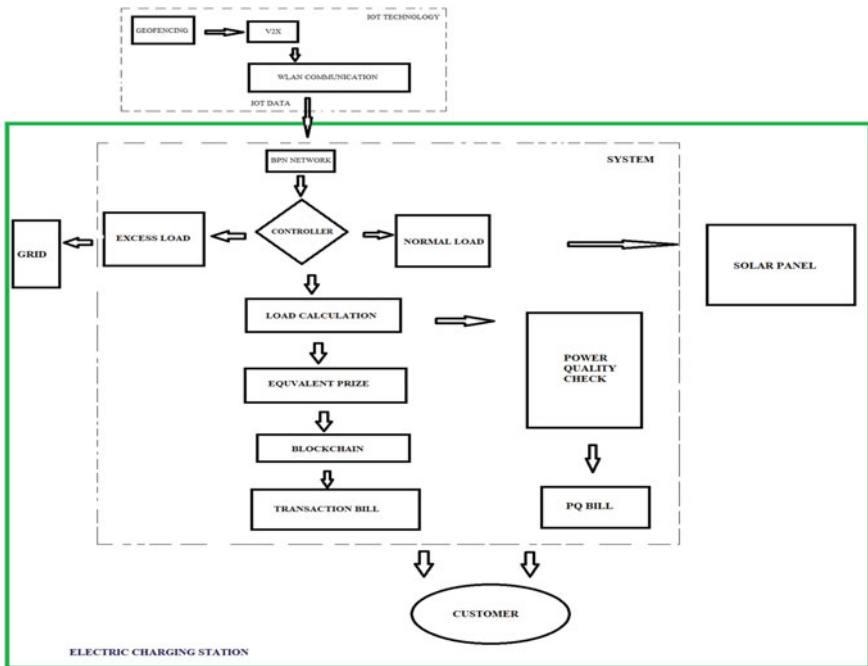 IOT TECHNOLOGY
GEOFENCING
V2X
WLAN COMMUNICATION
IOT DATA
BPN NETWORK
SYSTEM
GRID
EXCESS LOAD
CONTROLLER
NORMAL LOAD
SOLAR PANEL
LOAD CALCULATION
POWER
QUALITY
CHECK
EQUVALENT PRIZE
BLOCKCHAIN
TRANSACTION BILL
PQ BILL
CUSTOMER
ELECTRIC CHARGING STATION